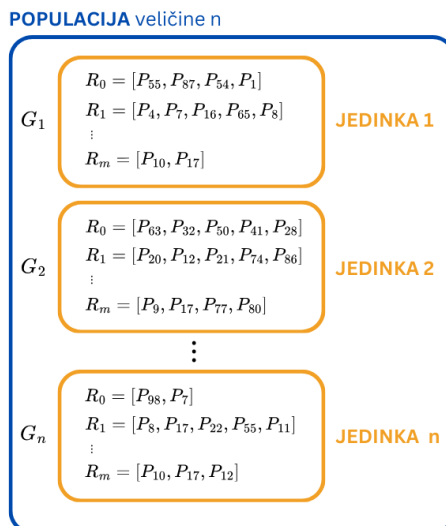 POPULACIJA veličine n
R₀ = [P₅₅, P₈₇, P₅₄, P₁]
G₁ R₁ = [P₄, P₇, P₁₆, P₆₅, P₈] JEDINKA 1
⋮
Rₘ = [P₁₀, P₁₇]
R₀ = [P₆₃, P₃₂, P₅₀, P₄₁, P₂₈]
R₁ = [P₂₀, P₁₂, P₂₁, P₇₄, P₈₆]
G₂ ⋮ JEDINKA 2
Rₘ = [P₉, P₁₇, P₇₇, P₈₀]
⋮
R₀ = [P₉₈, P₇]
R₁ = [P₈, P₁₇, P₂₂, P₅₅, P₁₁]
Gₙ ⋮ JEDINKA n
Rₘ = [P₁₀, P₁₇, P₁₂]